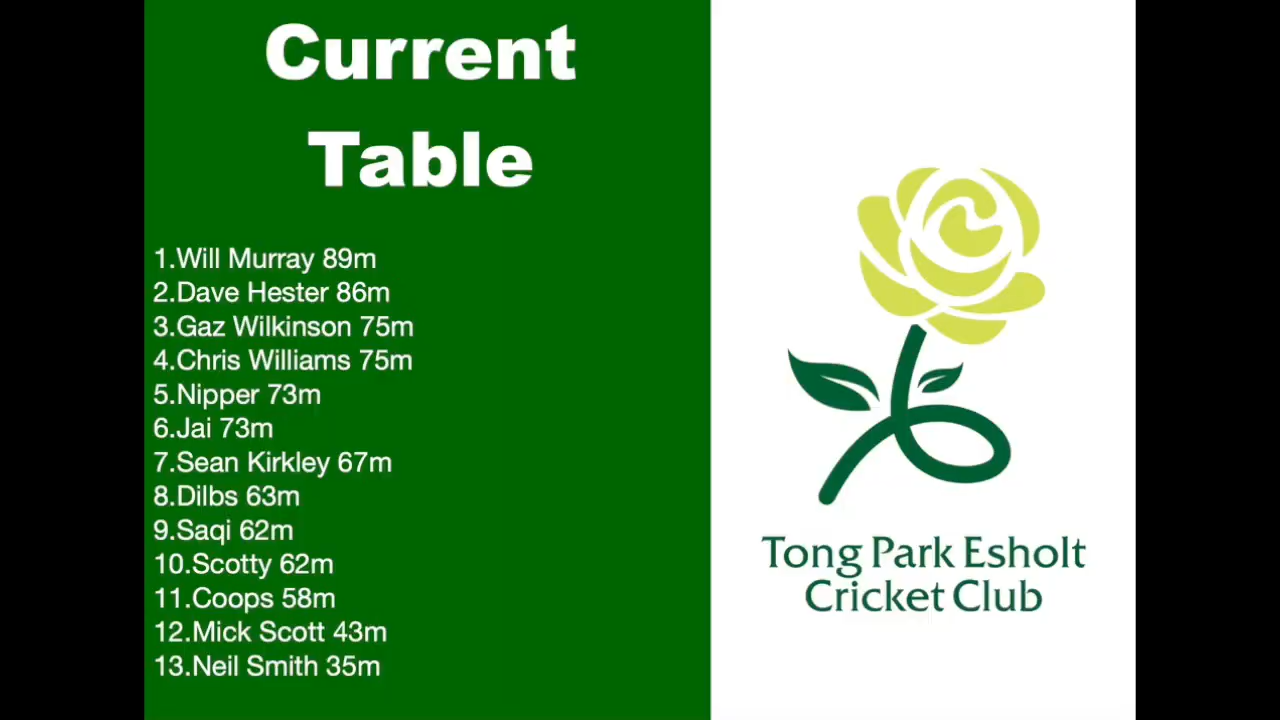 Current
Table
1.Will Murray 89m
2.Dave Hester 86m
3.Gaz Wilkinson 75m
4.Chris Williams 75m
5.Nipper 73m
6.Jai 73m
7.Sean Kirkley 67m
8.Dilbs 63m
9.Saqi 62m
10.Scotty 62m
11.Coops 58m
12.Mick Scott 43m
13.Neil Smith 35m
Tong Park Esholt
Cricket Club